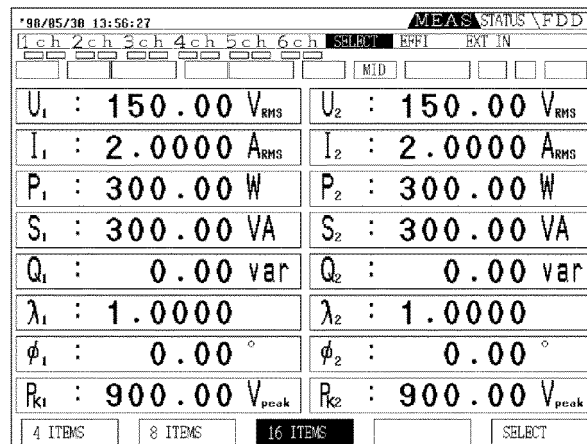 '98/05/30 13:56:27 MEAS STATUS FDD
1ch 2ch 3ch 4ch 5ch 6ch SELECT EFFI EXT IN
MID
U1 : 150.00 VRMS U2 : 150.00 VRMS
I1 : 2.0000 ARMS I2 : 2.0000 ARMS
P1 : 300.00 W P2 : 300.00 W
S1 : 300.00 VA S2 : 300.00 VA
Q1 : 0.00 var Q2 : 0.00 var
λ1 : 1.0000 λ2 : 1.0000
ϕ1 : 0.00 ° ϕ2 : 0.00 °
PK1 : 900.00 Vpeak PK2 : 900.00 Vpeak
4 ITEMS 8 ITEMS 16 ITEMS SELECT